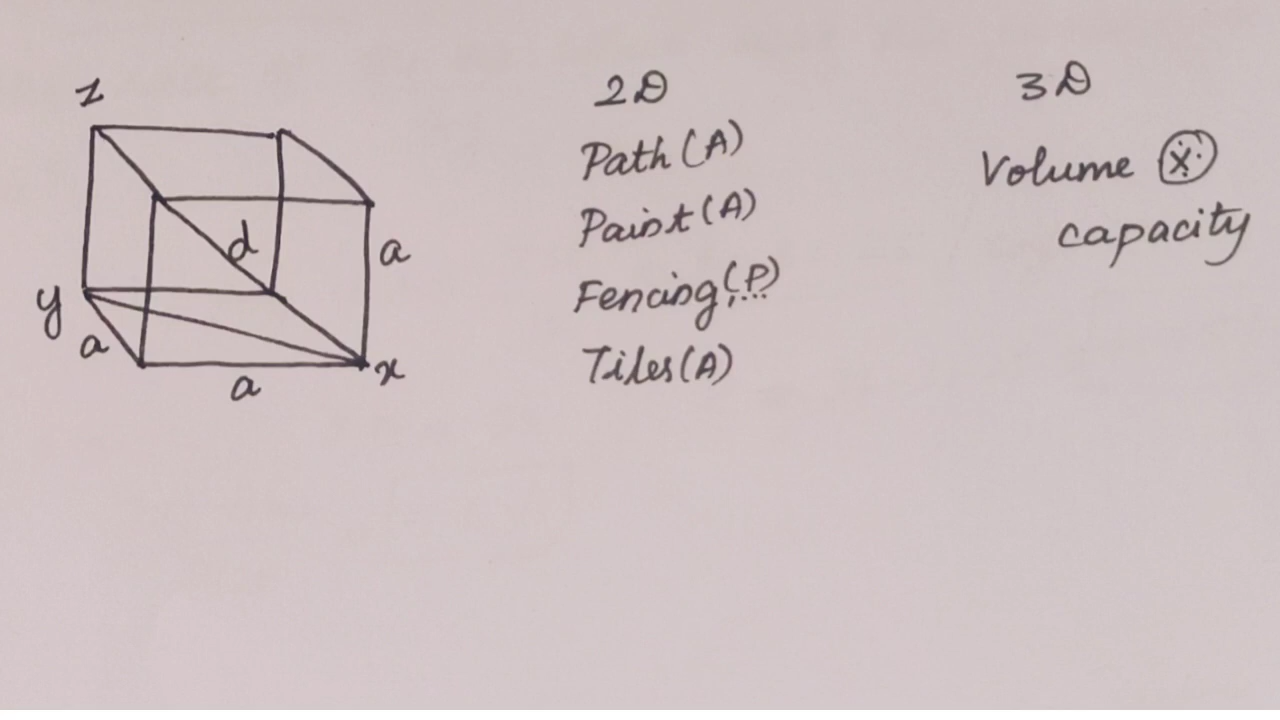 z
y
a
a
d
a
x
2D
Path (A)
Paint (A)
Fencing (P)
Tiles (A)
3D
Volume (X)
capacity